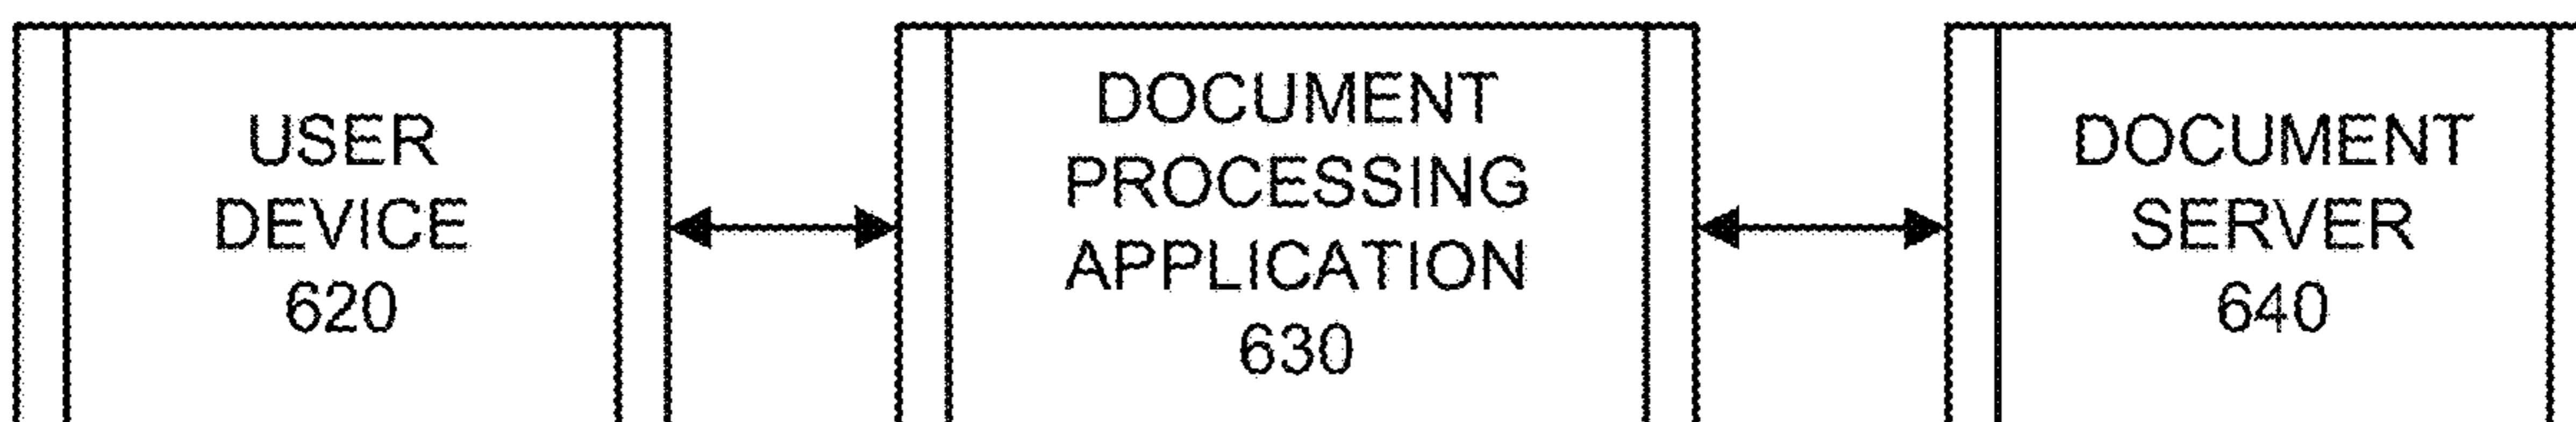 USER
DEVICE
620
DOCUMENT
PROCESSING
APPLICATION
630
DOCUMENT
SERVER
640